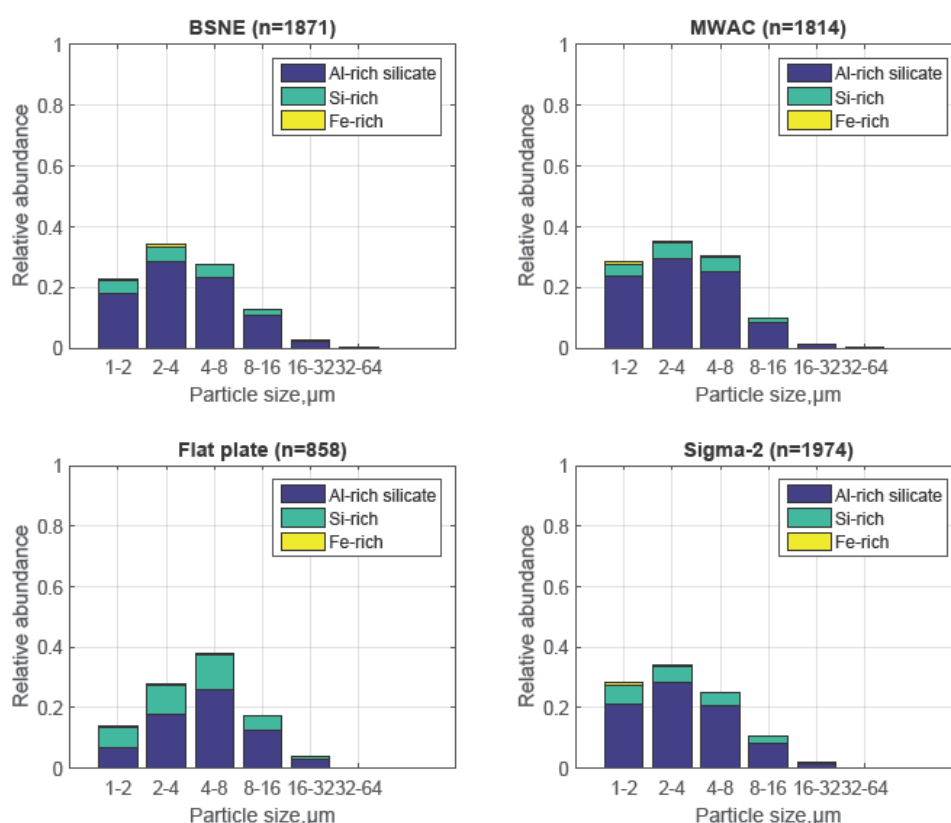 BSNE (n=1871)
1
0.8
0.6
0.4
0.2
0
Relative abundance
Al-rich silicate
Si-rich
Fe-rich
1-2 2-4 4-8 8-16 16-32 32-64
Particle size,µm
MWAC (n=1814)
1
0.8
0.6
0.4
0.2
0
Relative abundance
Al-rich silicate
Si-rich
Fe-rich
1-2 2-4 4-8 8-16 16-32 32-64
Particle size,µm
Flat plate (n=858)
1
0.8
0.6
0.4
0.2
0
Relative abundance
Al-rich silicate
Si-rich
Fe-rich
1-2 2-4 4-8 8-16 16-32 32-64
Particle size,µm
Sigma-2 (n=1974)
1
0.8
0.6
0.4
0.2
0
Relative abundance
Al-rich silicate
Si-rich
Fe-rich
1-2 2-4 4-8 8-16 16-32 32-64
Particle size,µm